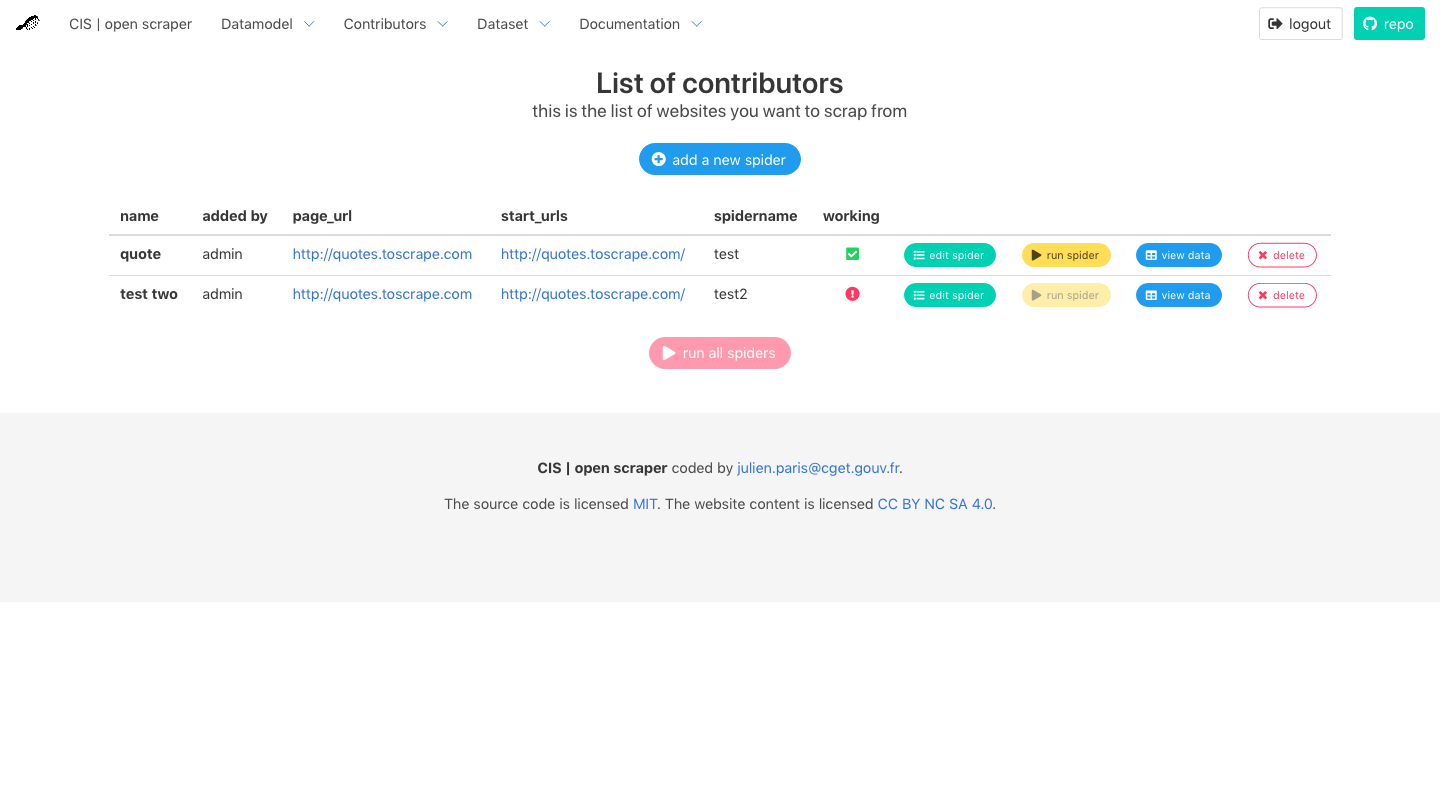 CIS | open scraper Datamodel Contributors Dataset Documentation logout repo
List of contributors
this is the list of websites you want to scrap from
add a new spider
name added by page_url start_urls spidername working
quote admin http://quotes.toscrape.com http://quotes.toscrape.com/ test edit spider run spider view data delete
test two admin http://quotes.toscrape.com http://quotes.toscrape.com/ test2 edit spider run spider view data delete
run all spiders
CIS | open scraper coded by julien.paris@cget.gouv.fr.
The source code is licensed MIT. The website content is licensed CC BY NC SA 4.0.